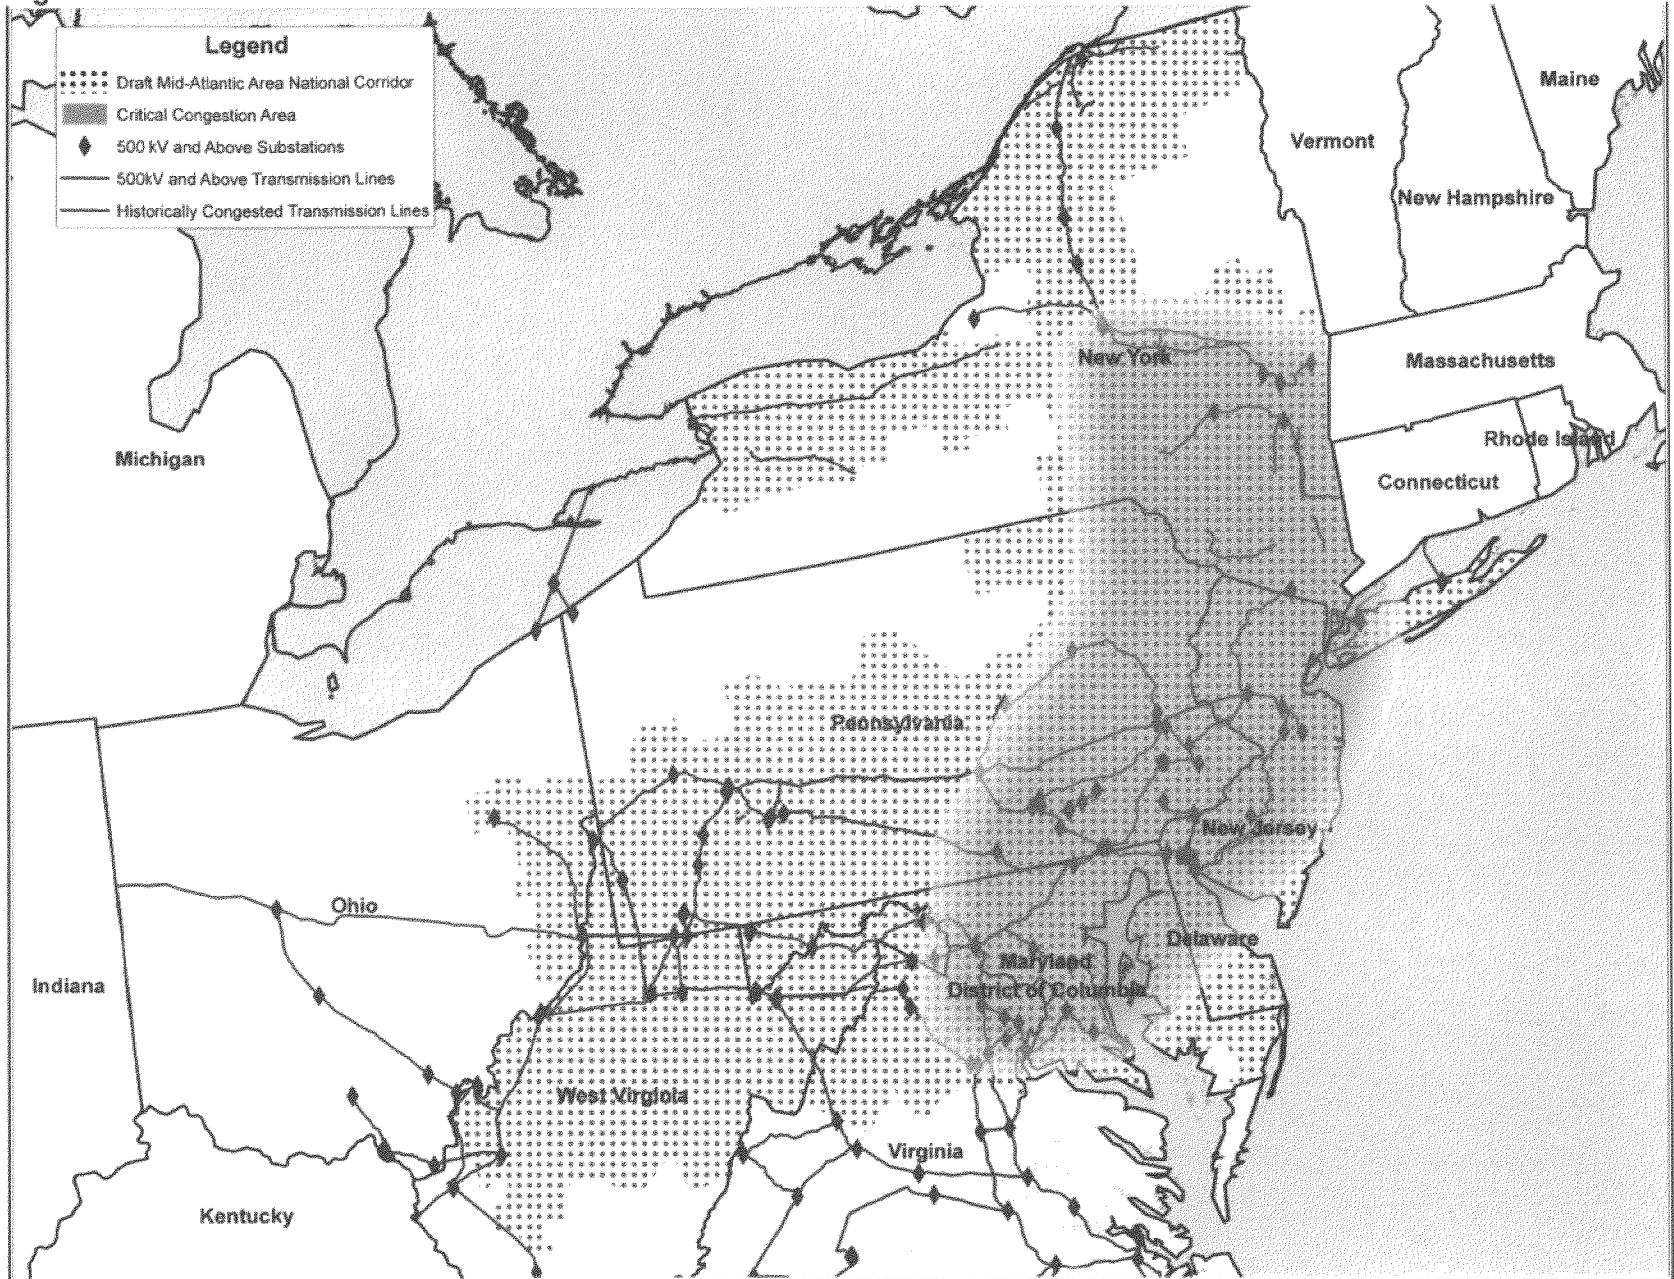 Legend
Draft Mid-Atlantic Area National Corridor
Critical Congestion Area
500 kV and Above Substations
500kV and Above Transmission Lines
Historically Congested Transmission Lines
Maine
Vermont
New Hampshire
New York
Massachusetts
Rhode Island
Michigan
Connecticut
Pennsylvania
New Jersey
Ohio
Delaware
Maryland
Indiana
District of Columbia
West Virginia
Virginia
Kentucky